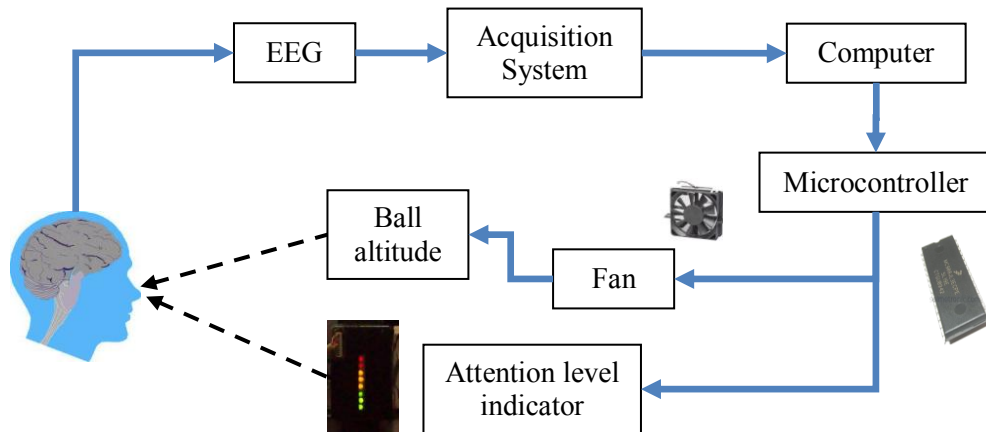 EEG
Acquisition
System
Computer
Microcontroller
Ball
altitude
Fan
Attention level
indicator